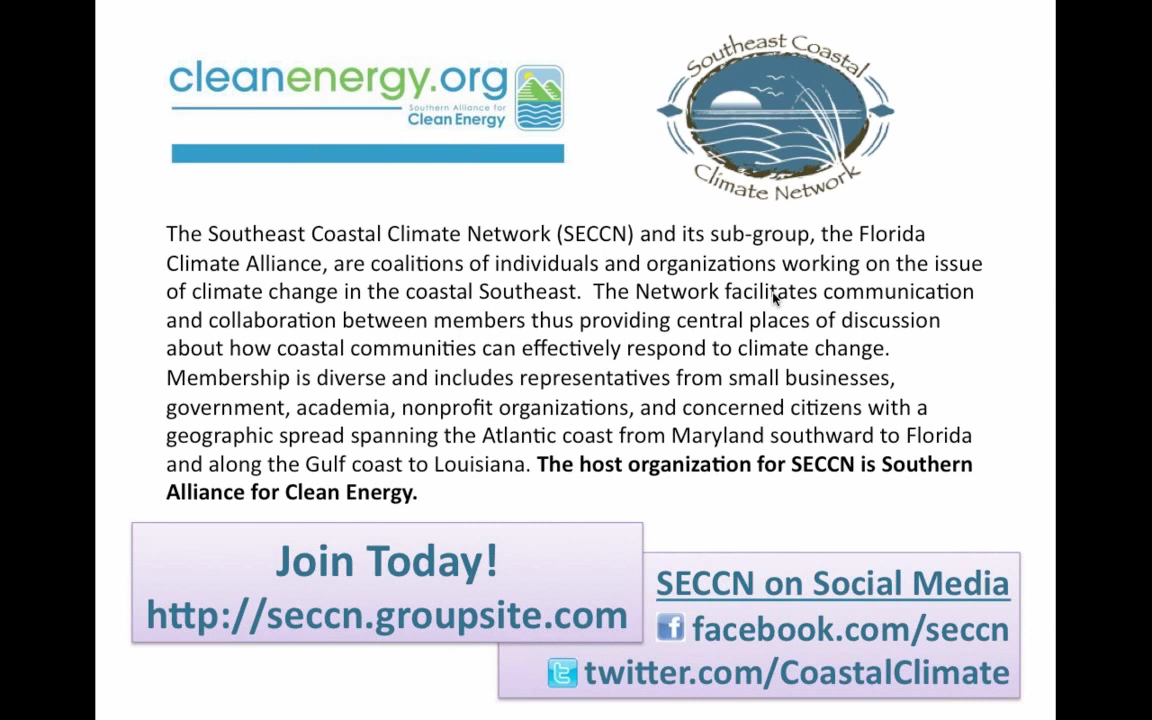 cleanenergy.org
Southern Alliance for
Clean Energy
Southeast Coastal
Climate Network
The Southeast Coastal Climate Network (SECCN) and its sub-group, the Florida
Climate Alliance, are coalitions of individuals and organizations working on the issue
of climate change in the coastal Southeast.  The Network facilitates communication
and collaboration between members thus providing central places of discussion
about how coastal communities can effectively respond to climate change.
Membership is diverse and includes representatives from small businesses,
government, academia, nonprofit organizations, and concerned citizens with a
geographic spread spanning the Atlantic coast from Maryland southward to Florida
and along the Gulf coast to Louisiana. The host organization for SECCN is Southern
Alliance for Clean Energy.
Join Today!
http://seccn.groupsite.com
SECCN on Social Media
facebook.com/seccn
twitter.com/CoastalClimate